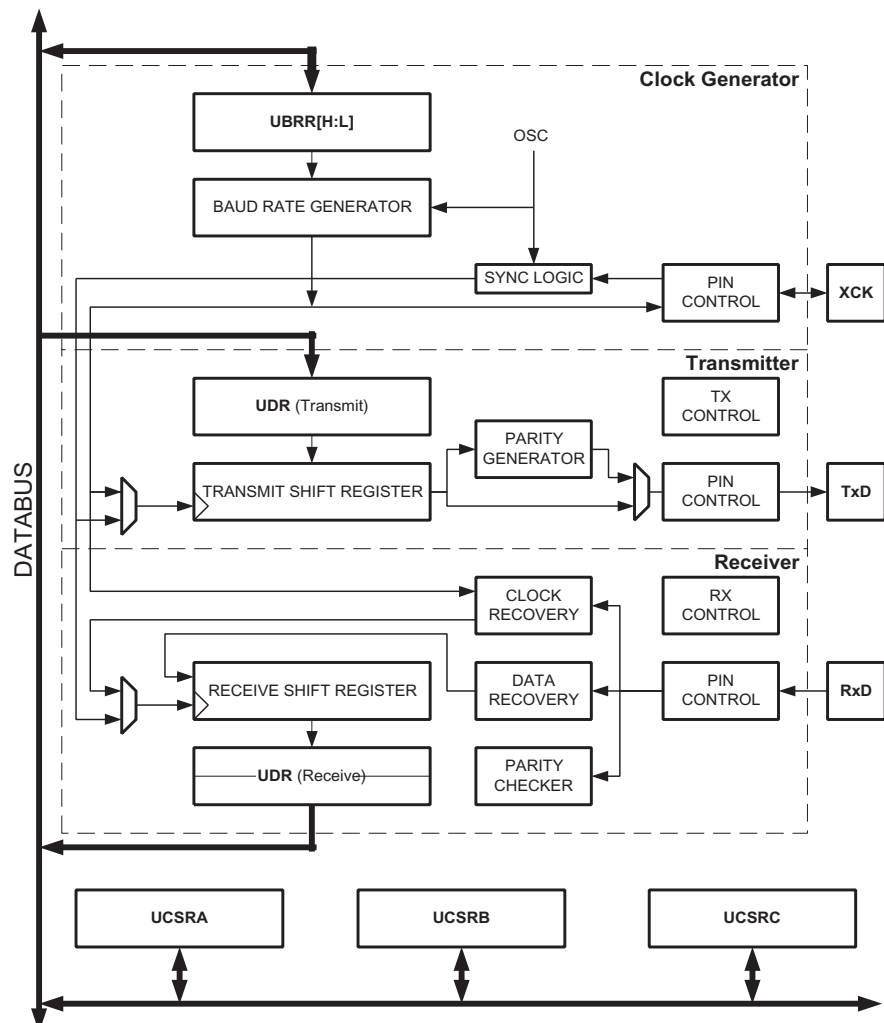 Clock Generator
UBRR[H:L]
OSC
BAUD RATE GENERATOR
SYNC LOGIC
PIN
CONTROL
XCK
Transmitter
UDR (Transmit)
TX
CONTROL
PARITY
GENERATOR
TRANSMIT SHIFT REGISTER
PIN
CONTROL
TxD
DATABUS
Receiver
CLOCK
RECOVERY
RX
CONTROL
RECEIVE SHIFT REGISTER
DATA
RECOVERY
PIN
CONTROL
RxD
UDR (Receive)
PARITY
CHECKER
UCSRA
UCSRB
UCSRC